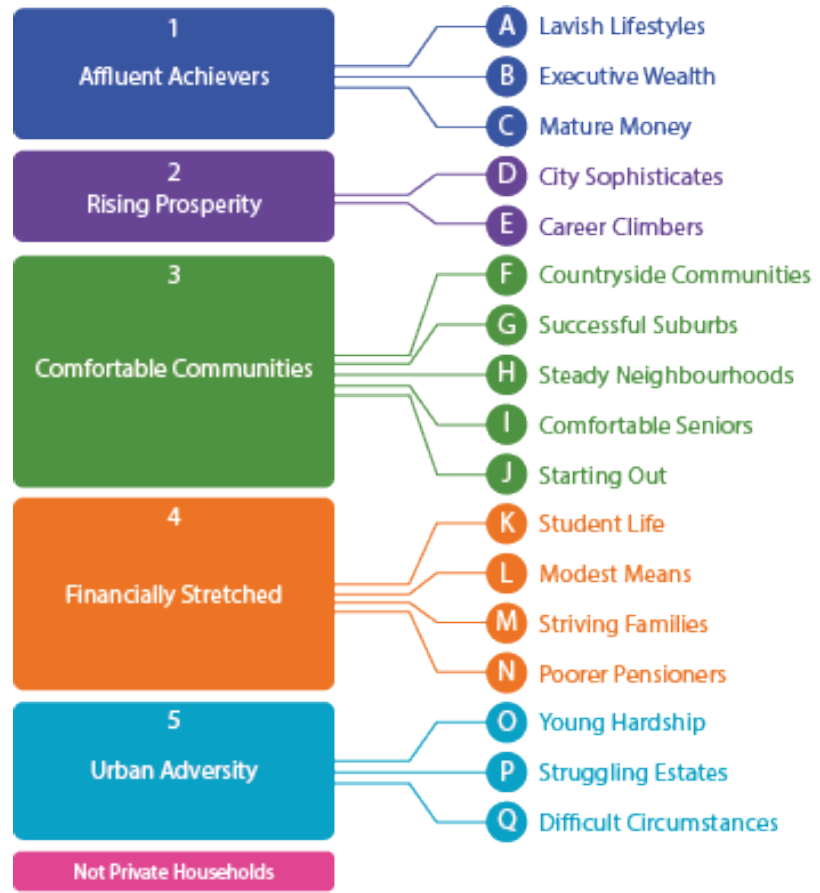 1
Affluent Achievers
A Lavish Lifestyles
B Executive Wealth
C Mature Money
2
Rising Prosperity
D City Sophisticates
E Career Climbers
3
Comfortable Communities
F Countryside Communities
G Successful Suburbs
H Steady Neighbourhoods
I Comfortable Seniors
J Starting Out
4
Financially Stretched
K Student Life
L Modest Means
M Striving Families
N Poorer Pensioners
5
Urban Adversity
O Young Hardship
P Struggling Estates
Q Difficult Circumstances
Not Private Households